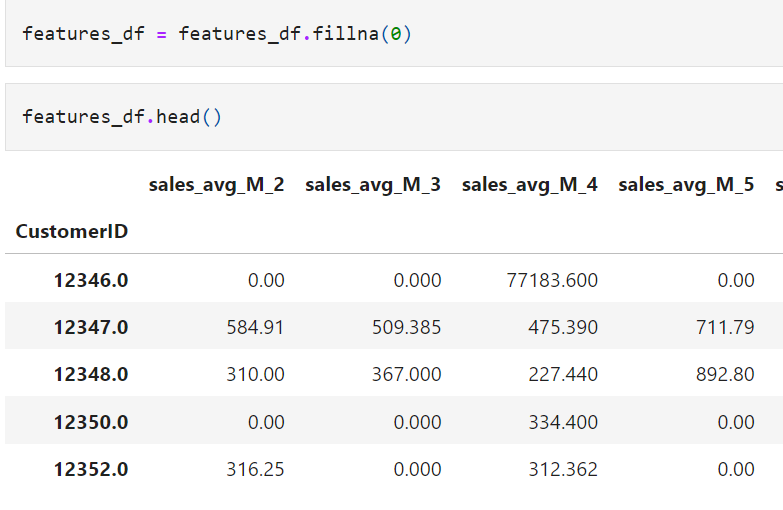 features_df = features_df.fillna(0)
features_df.head()
sales_avg_M_2 sales_avg_M_3 sales_avg_M_4 sales_avg_M_5 s
CustomerID
12346.0 0.00 0.000 77183.600 0.00
12347.0 584.91 509.385 475.390 711.79
12348.0 310.00 367.000 227.440 892.80
12350.0 0.00 0.000 334.400 0.00
12352.0 316.25 0.000 312.362 0.00